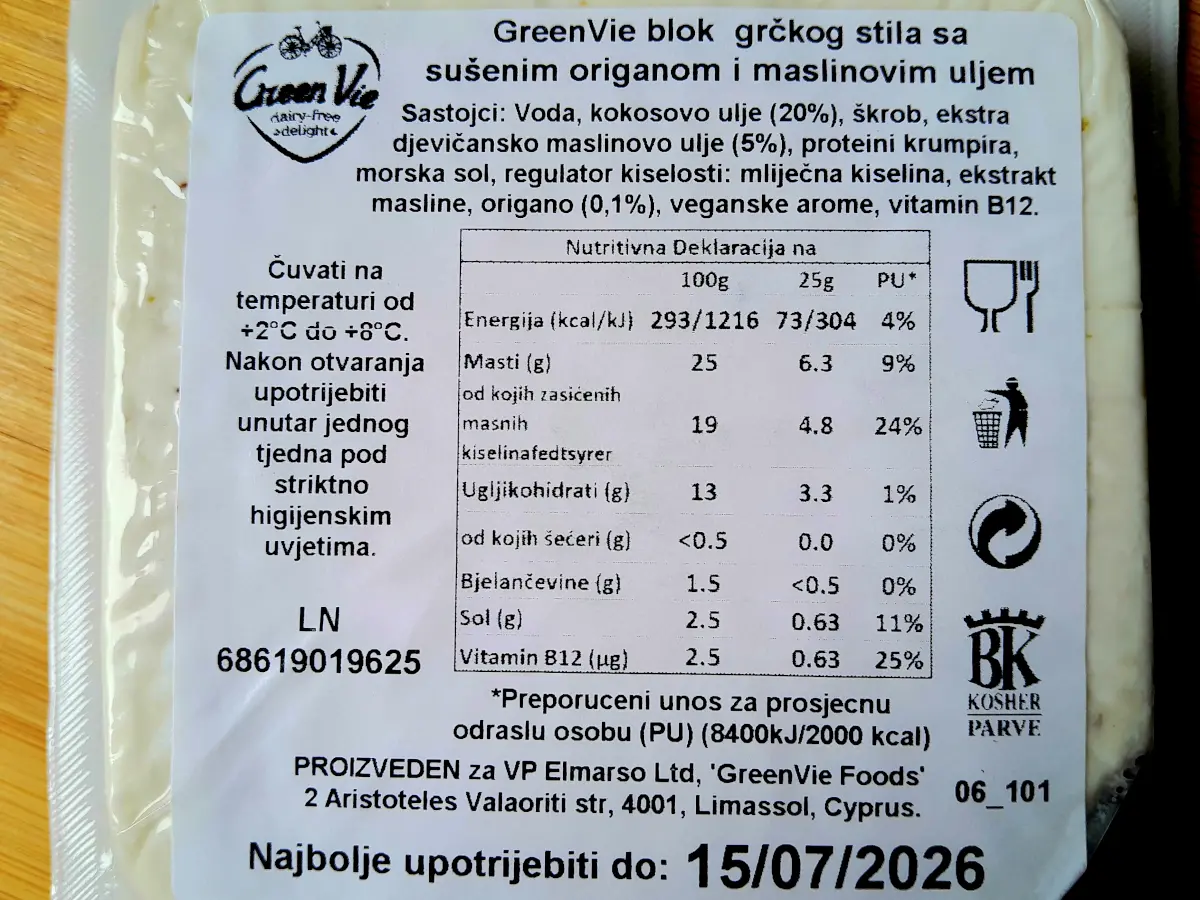 GreenVie blok grčkog stila sa
sušenim origanom i maslinovim uljem
Green Vie
dairy-free
delight
Sastojci: Voda, kokosovo ulje (20%), škrob, ekstra
djevičansko maslinovo ulje (5%), proteini krumpira,
morska sol, regulator kiselosti: mliječna kiselina, ekstrakt
masline, origano (0,1%), veganske arome, vitamin B12.
Čuvati na
temperaturi od
+2°C do +8°C.
Nakon otvaranja
upotrijebiti
unutar jednog
tjedna pod
striktno
higijenskim
uvjetima.
LN
68619019625
Nutritivna Deklaracija na
100g 25g PU*
Energija (kcal/kJ) 293/1216 73/304 4%
Masti (g) 25 6.3 9%
od kojih zasićenih
masnih 19 4.8 24%
kiselinafedtsyrer
Ugljikohidrati (g) 13 3.3 1%
od kojih šećeri (g) <0.5 0.0 0%
Bjelančevine (g) 1.5 <0.5 0%
Sol (g) 2.5 0.63 11%
Vitamin B12 (µg) 2.5 0.63 25%
*Preporuceni unos za prosjecnu
odraslu osobu (PU) (8400kJ/2000 kcal)
BK
KOSHER
PARVE
PROIZVEDEN za VP Elmarso Ltd, 'GreenVie Foods'
2 Aristoteles Valaoriti str, 4001, Limassol, Cyprus.
06_101
Najbolje upotrijebiti do: 15/07/2026